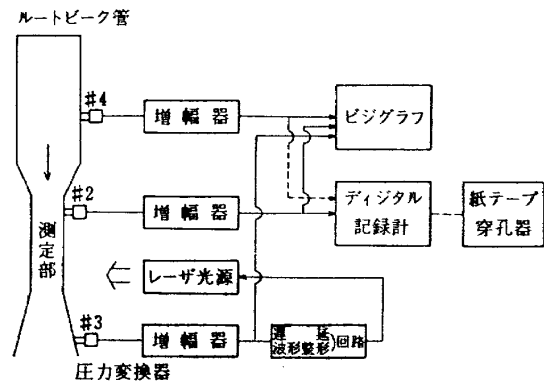 ルートビーク管
#4
増幅器
ビジグラフ
#2
増幅器
ディジタル
記録計
紙テープ
穿孔器
測定部
レーザ光源
#3
増幅器
遅延
波形整形)回路
圧力変換器